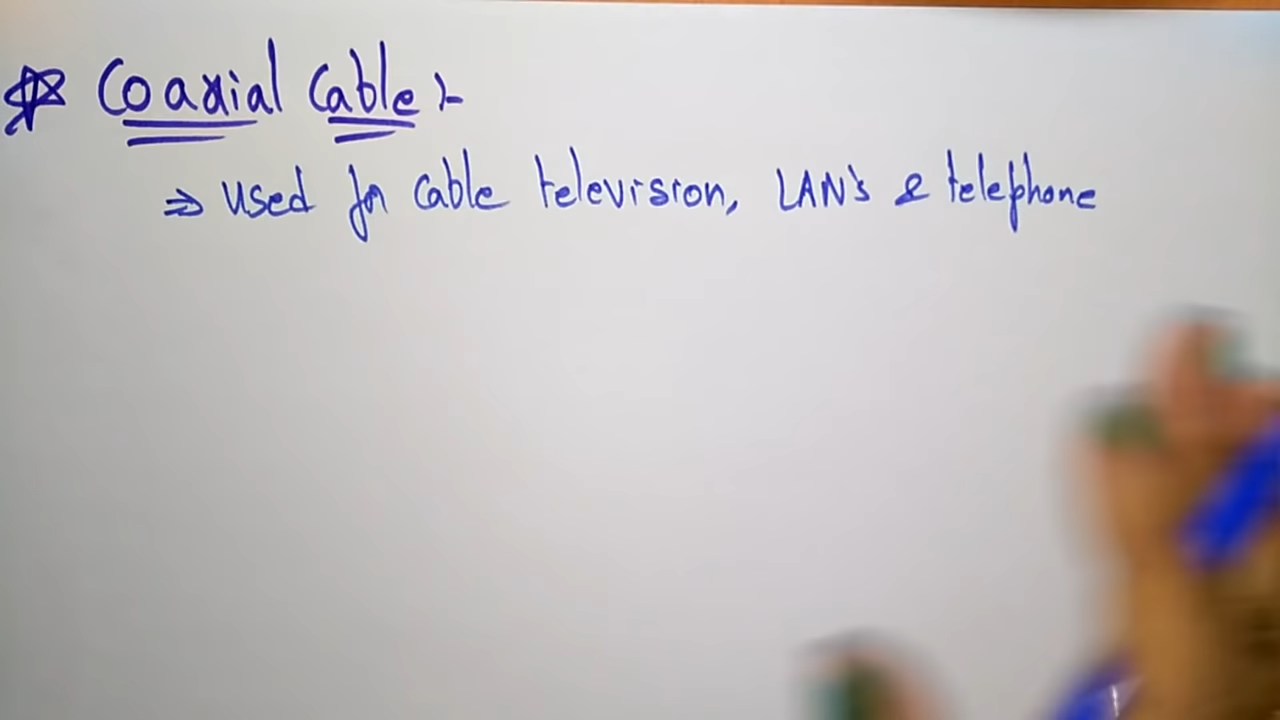 * Coaxial Cable :-
⇒ Used for Cable television, LAN's & telephone